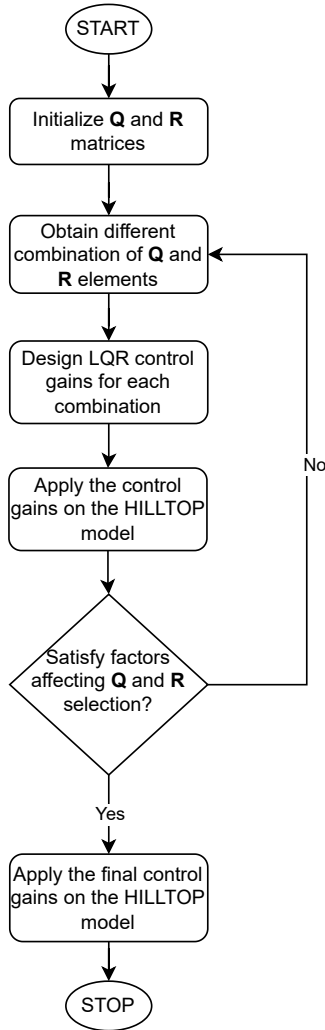 START
Initialize Q and R
matrices
Obtain different
combination of Q and
R elements
Design LQR control
gains for each
combination
No
Apply the control
gains on the HILLTOP
model
Satisfy factors
affecting Q and R
selection?
Yes
Apply the final control
gains on the HILLTOP
model
STOP